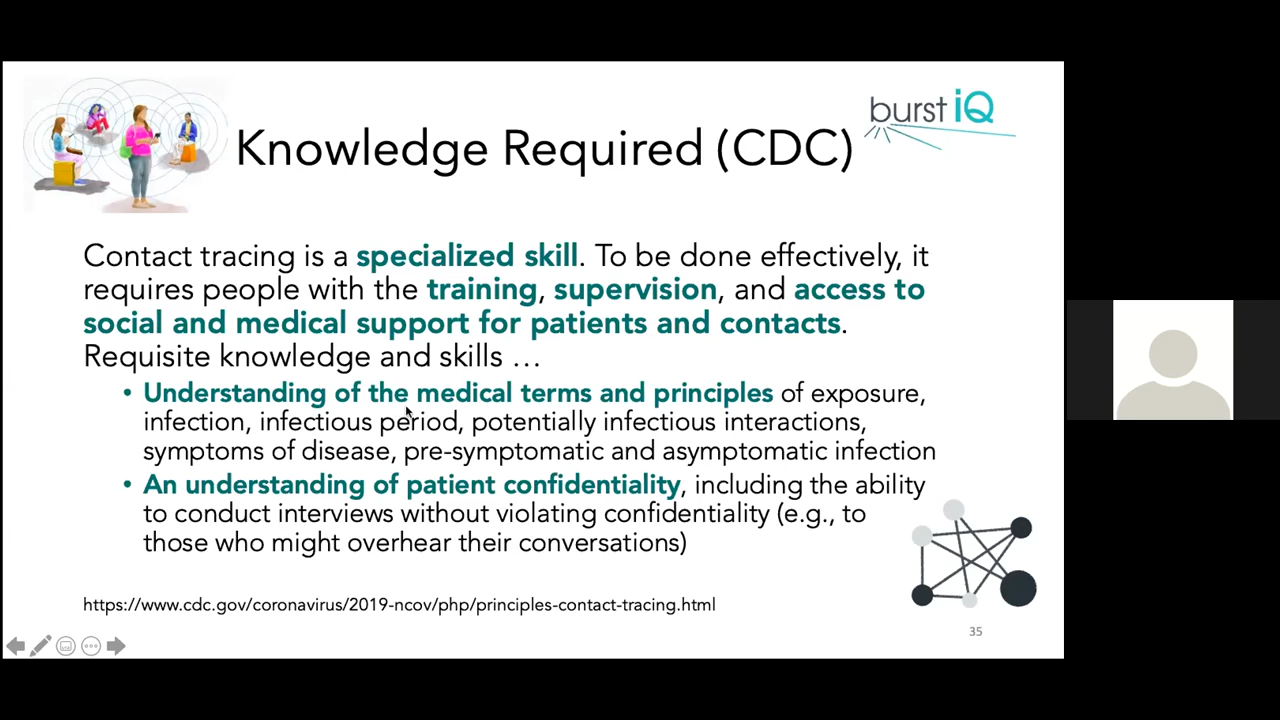 burst iQ
Knowledge Required (CDC)
Contact tracing is a specialized skill. To be done effectively, it
requires people with the training, supervision, and access to
social and medical support for patients and contacts.
Requisite knowledge and skills …
• Understanding of the medical terms and principles of exposure,
infection, infectious period, potentially infectious interactions,
symptoms of disease, pre-symptomatic and asymptomatic infection
• An understanding of patient confidentiality, including the ability
to conduct interviews without violating confidentiality (e.g., to
those who might overhear their conversations)
https://www.cdc.gov/coronavirus/2019-ncov/php/principles-contact-tracing.html
35